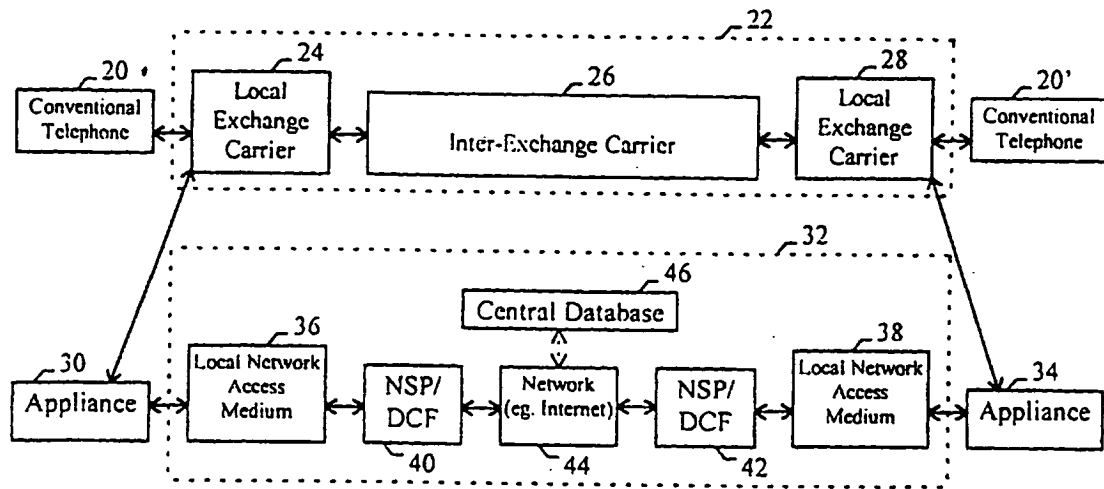 22
24
28
20
26
20'
Conventional
Telephone
Local
Exchange
Carrier
Inter-Exchange Carrier
Local
Exchange
Carrier
Conventional
Telephone
32
46
Central Database
36
38
30
34
Appliance
Local Network
Access
Medium
NSP/
DCF
Network
(eg. Internet)
NSP/
DCF
Local Network
Access
Medium
Appliance
40
44
42